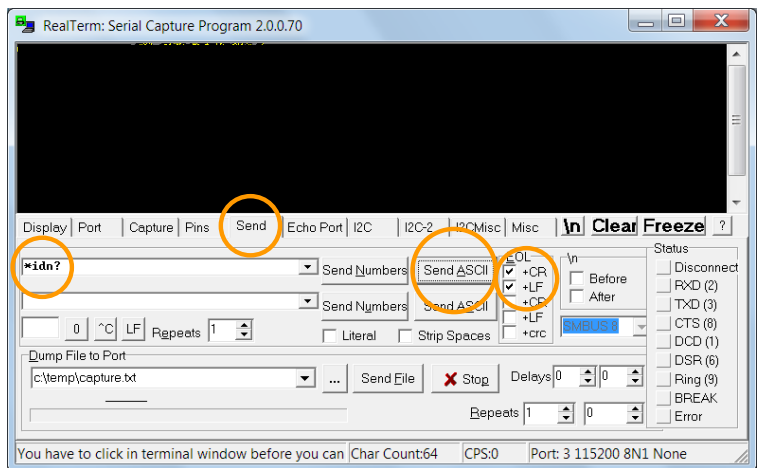 RealTerm: Serial Capture Program 2.0.0.70
Display Port Capture Pins Send Echo Port I2C I2C-2 I2CMisc Misc \n Clear Freeze ?
*idn? Send Numbers Send ASCII
EOL
+CR
+LF
\n
Before
After
Send Numbers Send ASCII
+CR
+LF
+crc
SMBUS 8
0 ^C LF Repeats 1 Literal Strip Spaces
Dump File to Port
c:\temp\capture.txt ... Send File Stop Delays 0 0
Repeats 1 0
Status
Disconnect
RXD (2)
TXD (3)
CTS (8)
DCD (1)
DSR (6)
Ring (9)
BREAK
Error
You have to click in terminal window before you can Char Count:64 CPS:0 Port: 3 115200 8N1 None